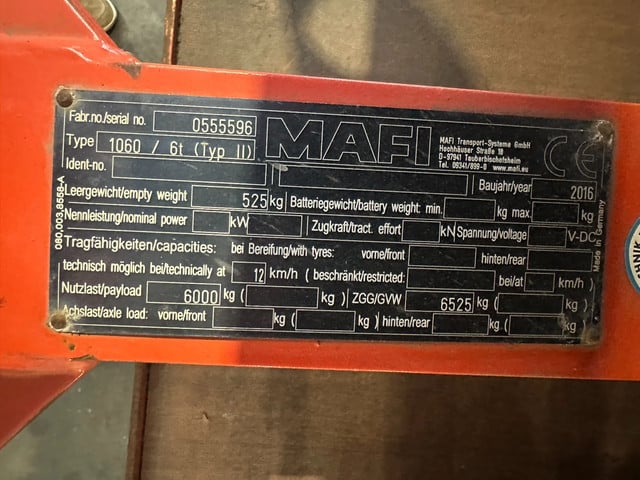 Fabr.no./serial no. 0555596
MAFI
MAFI Transport-Systeme GmbH
Hochhäuser Straße 18
D-97941 Tauberbischofsheim
Tel. 09341/899-0 www.mafi.eu
CE
Type 1060 / 6t (Typ II)
Ident-no.
Baujahr/year 2016
Leergewicht/empty weight 525 kg Batteriegewicht/battery weight: min. kg max. kg
Nennleistung/nominal power kW Zugkraft/tract. effort kN Spannung/voltage V-DC
Tragfähigkeiten/capacities: bei Bereifung/with tyres: vorne/front hinten/rear
technisch möglich bei/technically at 12 km/h ( beschränkt/restricted: bei/at km/h )
Nutzlast/payload 6000 kg ( kg ) ZGG/GVW 6525 kg ( kg )
Achslast/axle load: vorne/front kg ( kg ) hinten/rear kg ( kg )
060.003.8558-A
Made in Germany